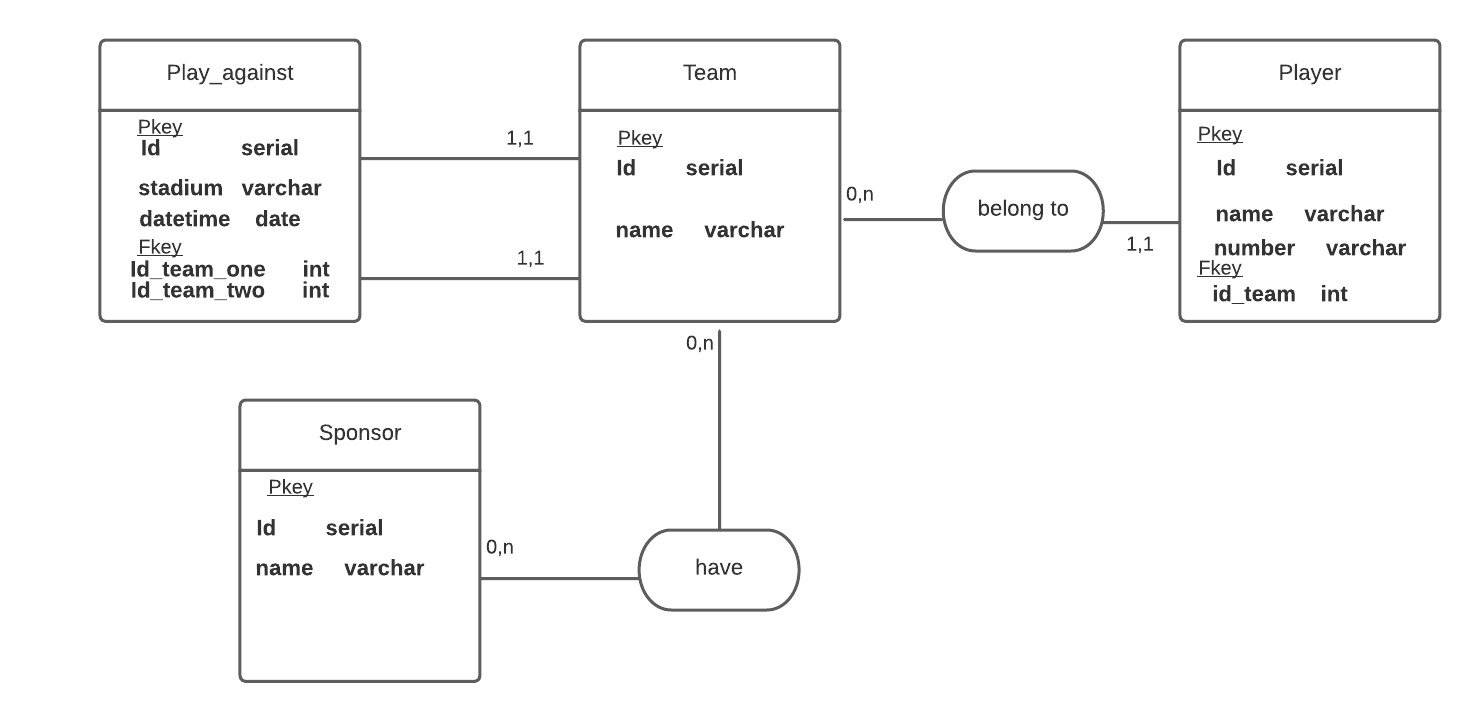 Play_against
Pkey
Id serial
stadium varchar
datetime date
Fkey
Id_team_one int
Id_team_two int
1,1
1,1
Team
Pkey
Id serial
name varchar
0,n
belong to
1,1
Player
Pkey
Id serial
name varchar
number varchar
Fkey
id_team int
0,n
Sponsor
Pkey
Id serial
name varchar
0,n
have